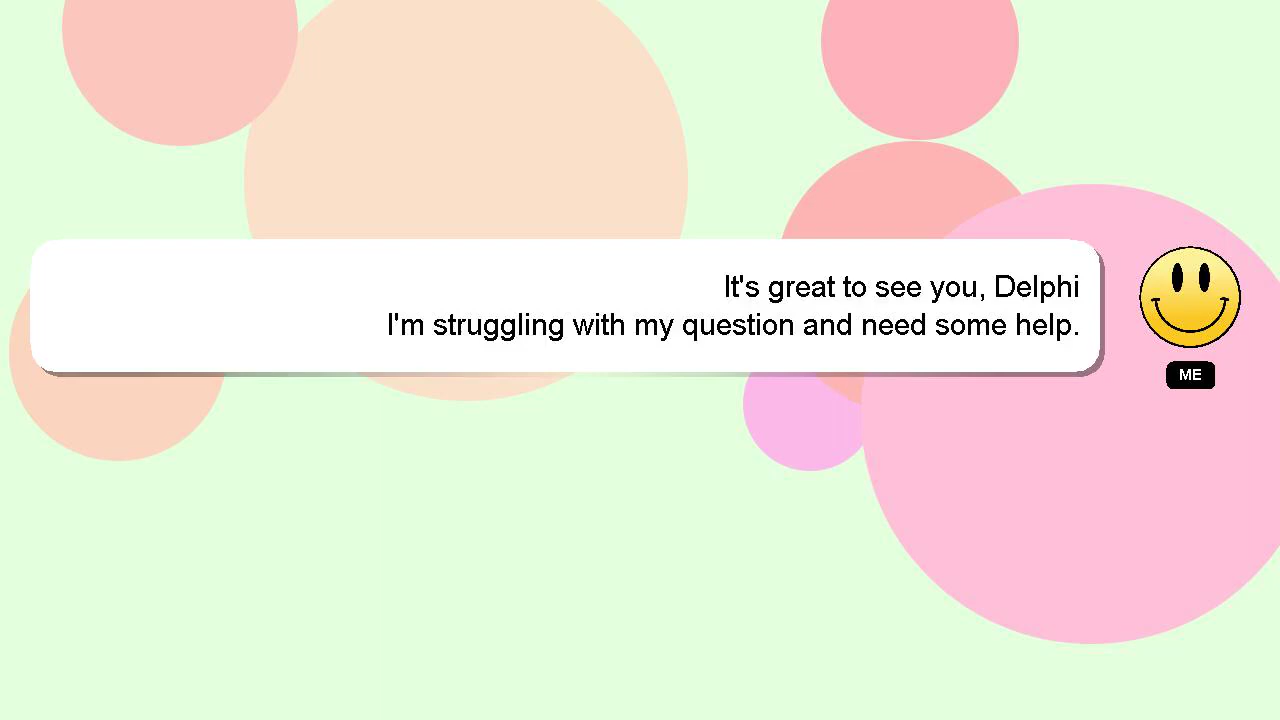 It's great to see you, Delphi
I'm struggling with my question and need some help.
ME